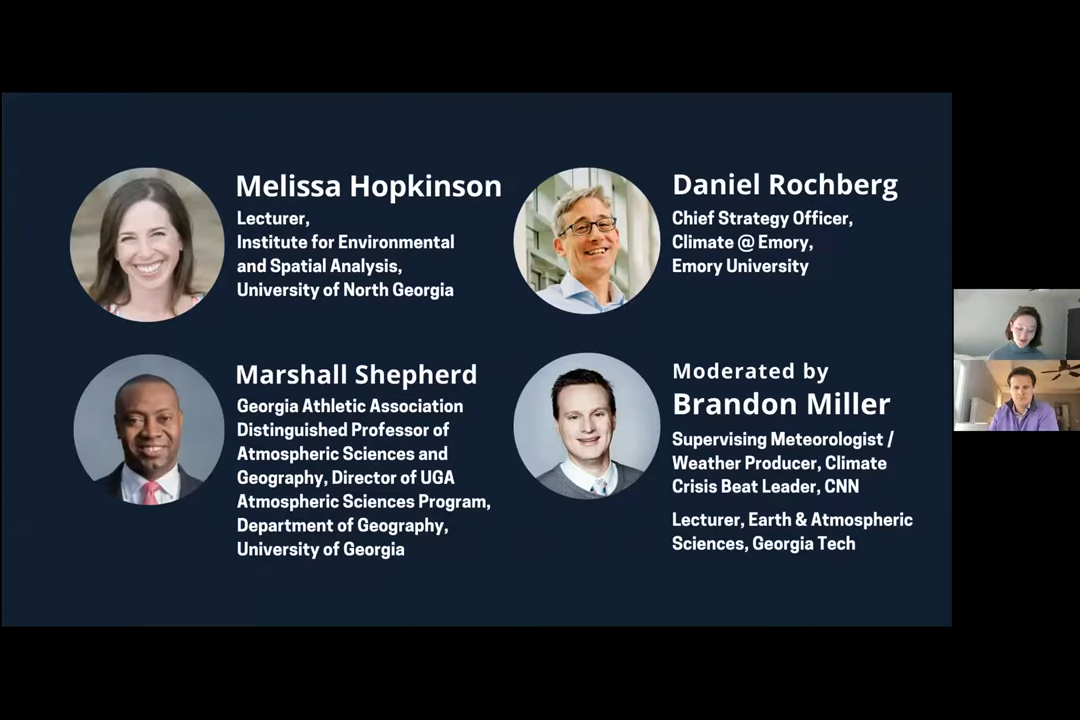 Melissa Hopkinson
Lecturer,
Institute for Environmental
and Spatial Analysis,
University of North Georgia
Daniel Rochberg
Chief Strategy Officer,
Climate @ Emory,
Emory University
Marshall Shepherd
Georgia Athletic Association
Distinguished Professor of
Atmospheric Sciences and
Geography, Director of UGA
Atmospheric Sciences Program,
Department of Geography,
University of Georgia
Moderated by
Brandon Miller
Supervising Meteorologist /
Weather Producer, Climate
Crisis Beat Leader, CNN
Lecturer, Earth & Atmospheric
Sciences, Georgia Tech